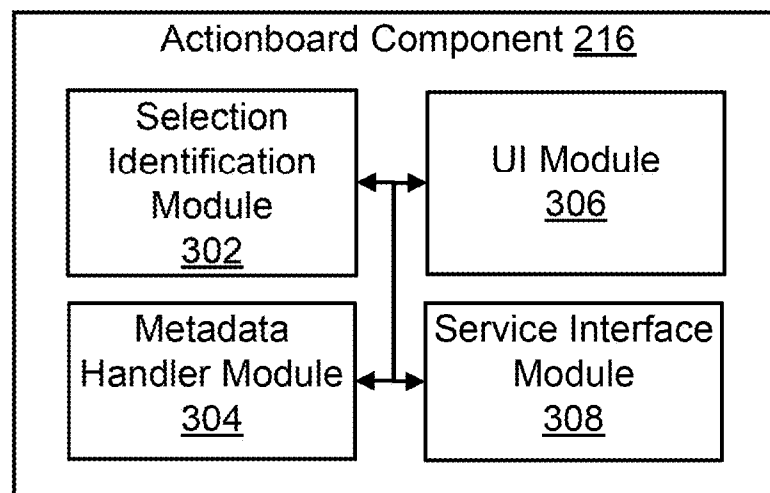 Actionboard Component 216
Selection
Identification
Module
302
UI Module
306
Metadata
Handler Module
304
Service Interface
Module
308